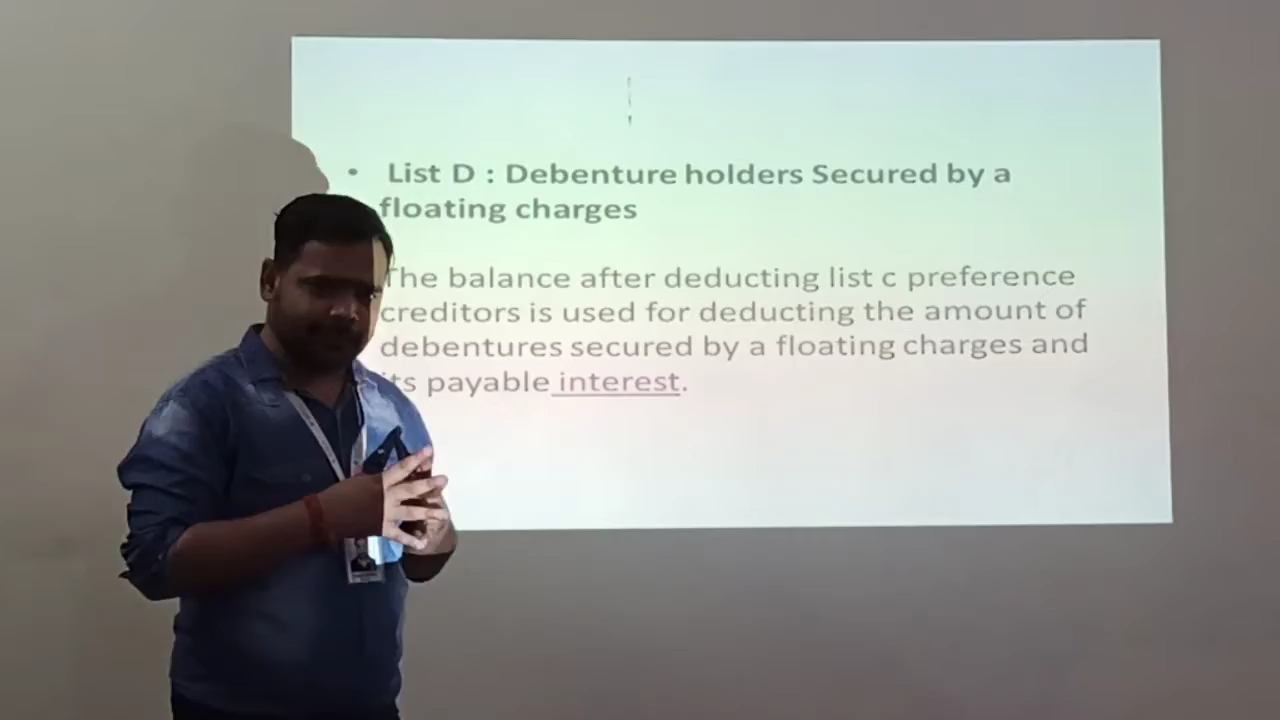 • List D : Debenture holders Secured by a
floating charges
The balance after deducting list c preference
creditors is used for deducting the amount of
debentures secured by a floating charges and
its payable interest.